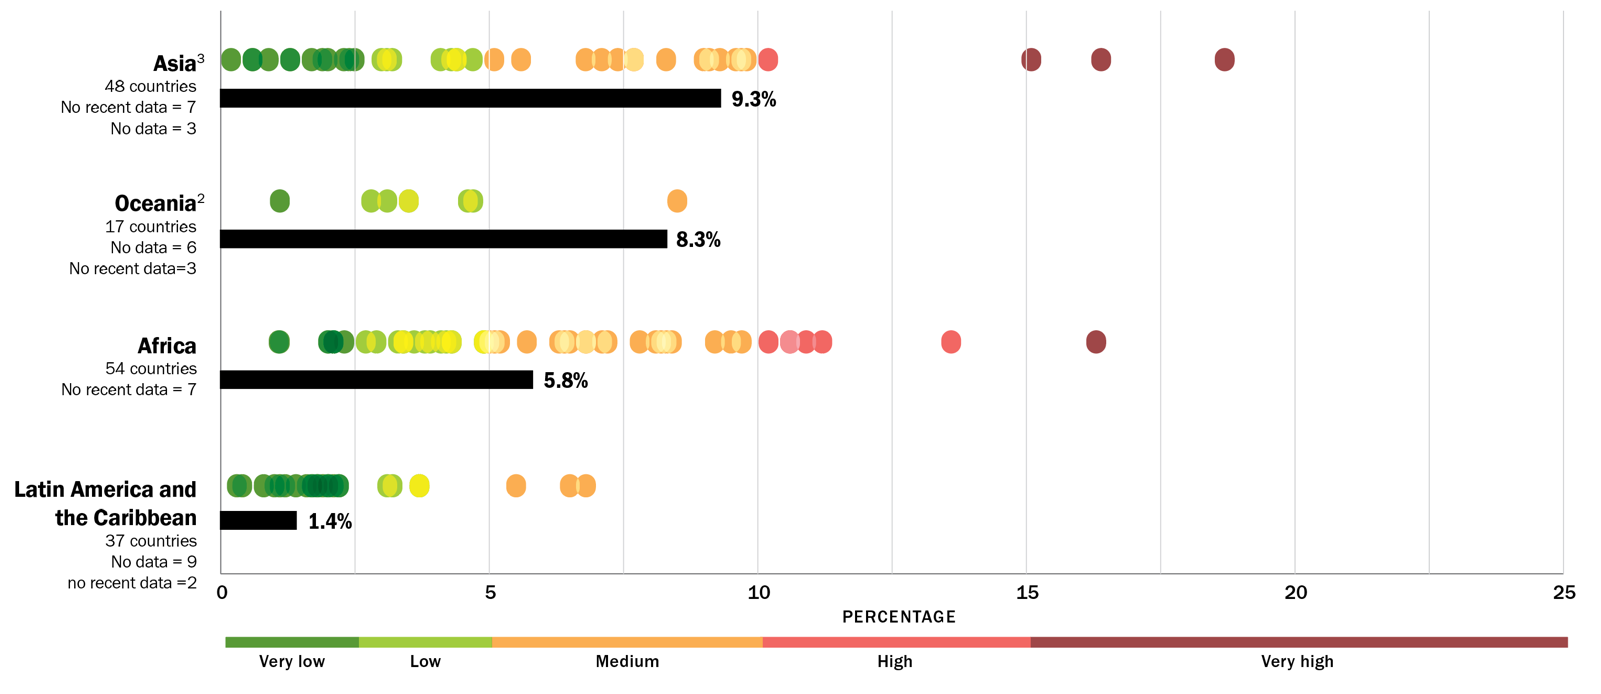 Asia³
48 countries
No recent data = 7
No data = 3
9.3%
Oceania²
17 countries
No data = 6
No recent data=3
8.3%
Africa
54 countries
No recent data = 7
5.8%
Latin America and
the Caribbean
37 countries
No data = 9
no recent data =2
1.4%
0 5 10 15 20 25
PERCENTAGE
Very low Low Medium High Very high